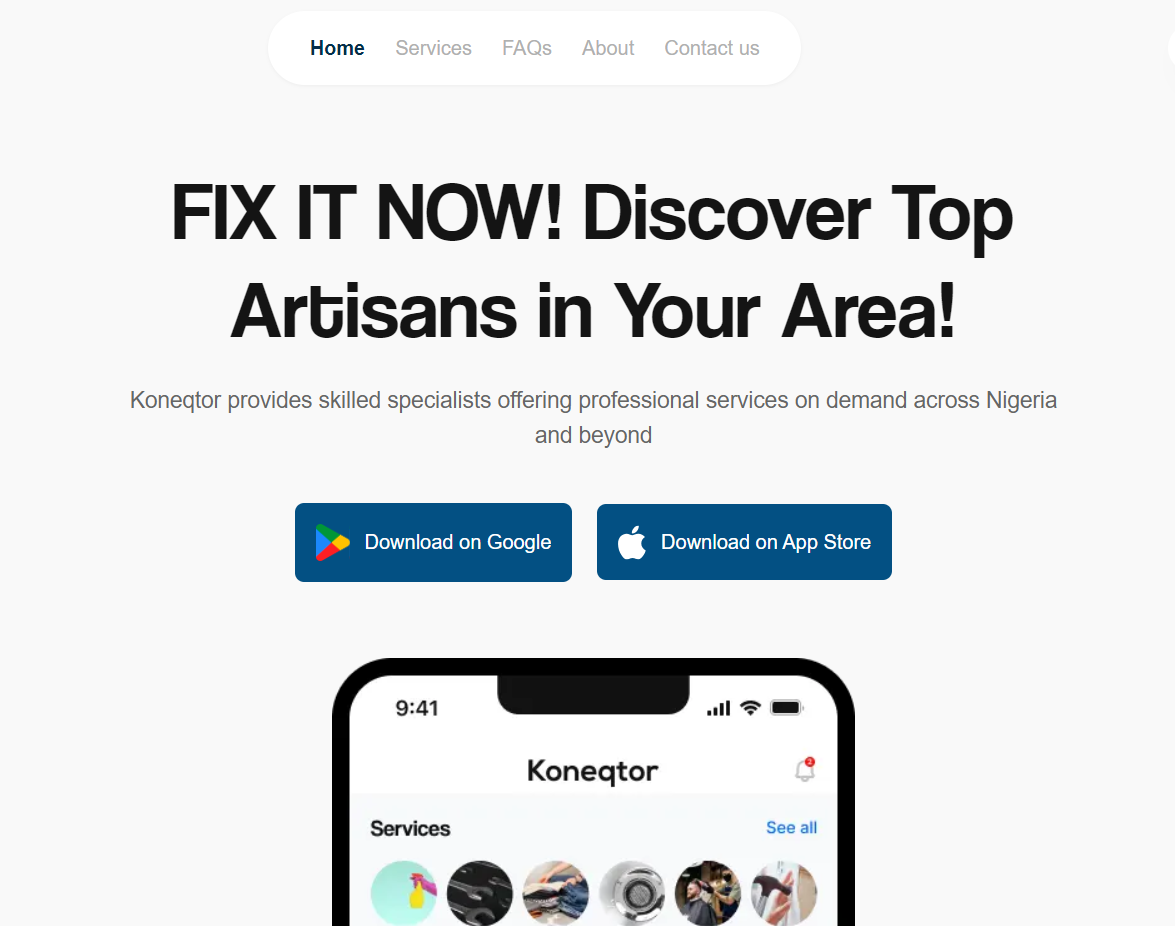 Home Services FAQs About Contact us
FIX IT NOW! Discover Top
Artisans in Your Area!
Koneqtor provides skilled specialists offering professional services on demand across Nigeria
and beyond
Download on Google Download on App Store
9:41
Koneqtor
2
Services See all